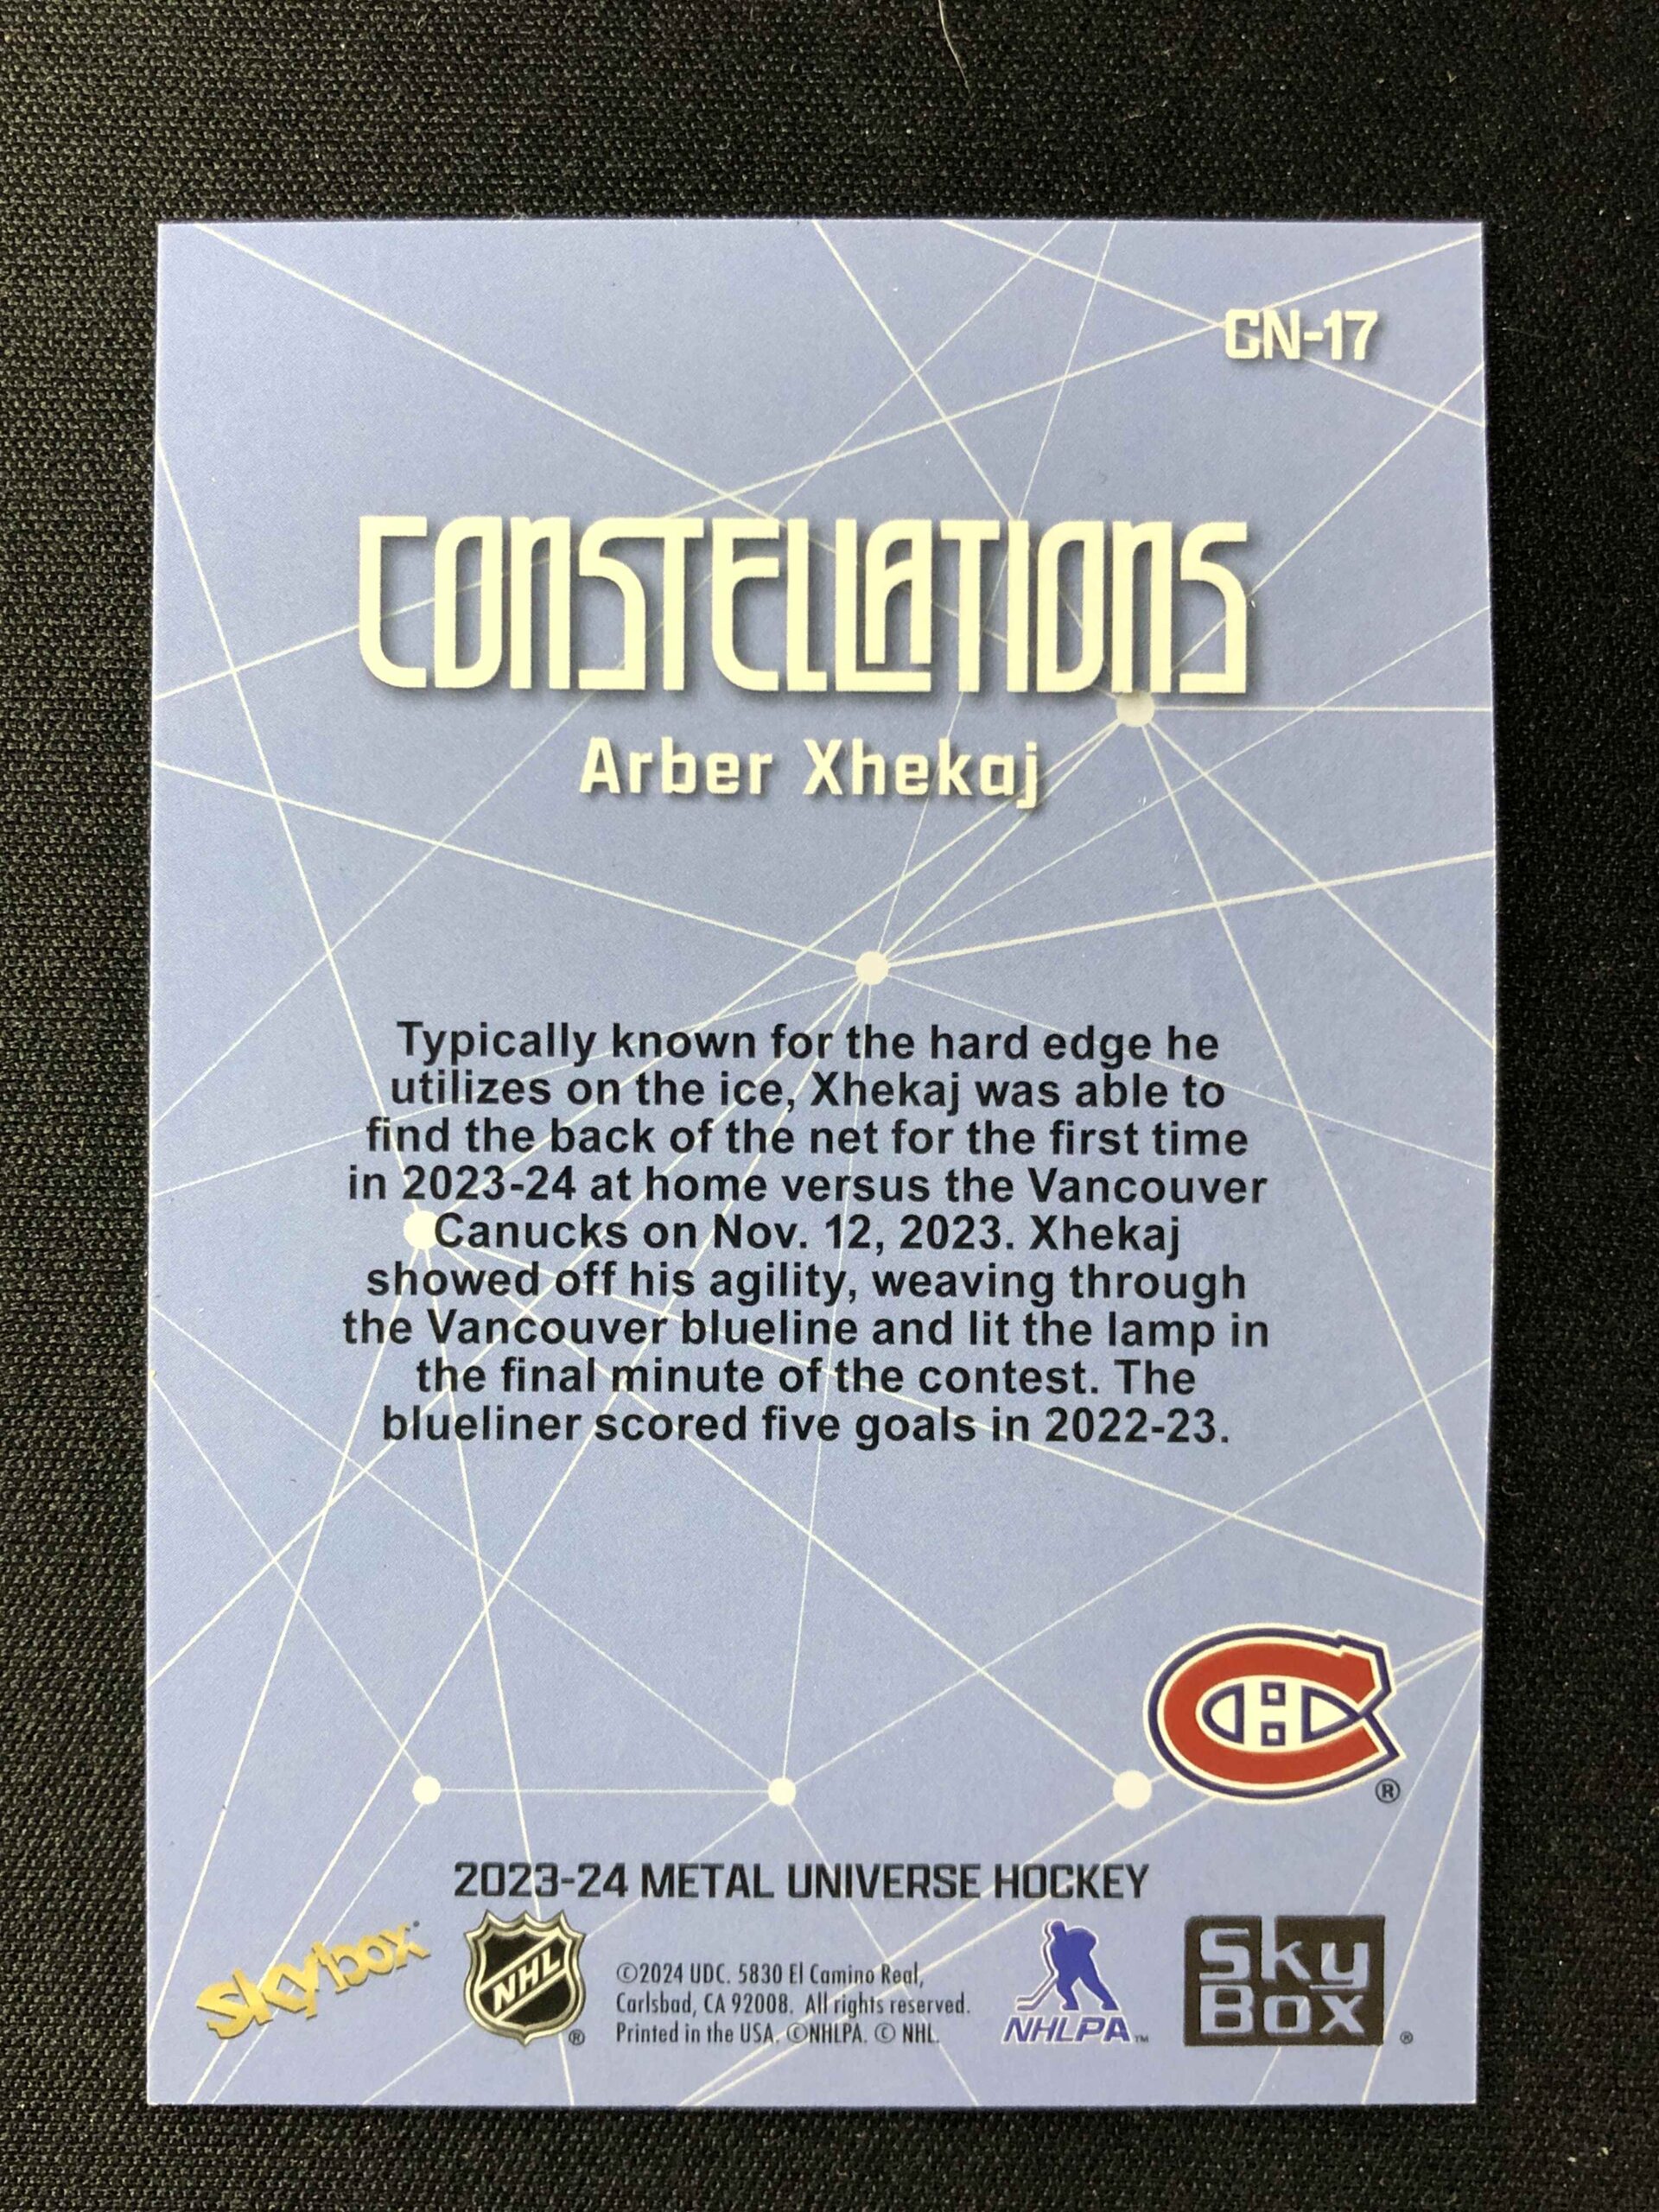 CN-17
CONSTELLATIONS
Arber Xhekaj
Typically known for the hard edge he
utilizes on the ice, Xhekaj was able to
find the back of the net for the first time
in 2023-24 at home versus the Vancouver
Canucks on Nov. 12, 2023. Xhekaj
showed off his agility, weaving through
the Vancouver blueline and lit the lamp in
the final minute of the contest. The
blueliner scored five goals in 2022-23.
CH
®
2023-24 METAL UNIVERSE HOCKEY
Skybox
NHL
®
©2024 UDC. 5830 El Camino Real,
Carlsbad, CA 92008. All rights reserved.
Printed in the USA. ©NHLPA. © NHL.
NHLPA™
Sky
Box
®